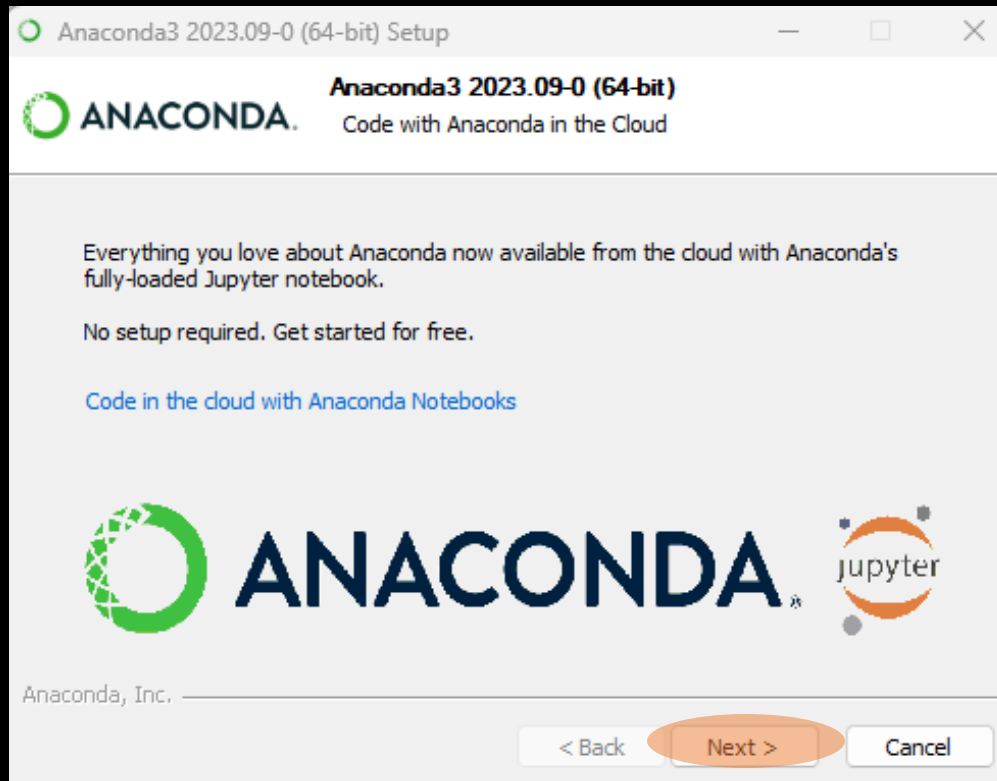 Anaconda3 2023.09-0 (64-bit) Setup
ANACONDA.
Anaconda3 2023.09-0 (64-bit)
Code with Anaconda in the Cloud
Everything you love about Anaconda now available from the cloud with Anaconda's
fully-loaded Jupyter notebook.
No setup required. Get started for free.
Code in the cloud with Anaconda Notebooks
ANACONDA.®
jupyter
Anaconda, Inc.
< Back
Next >
Cancel